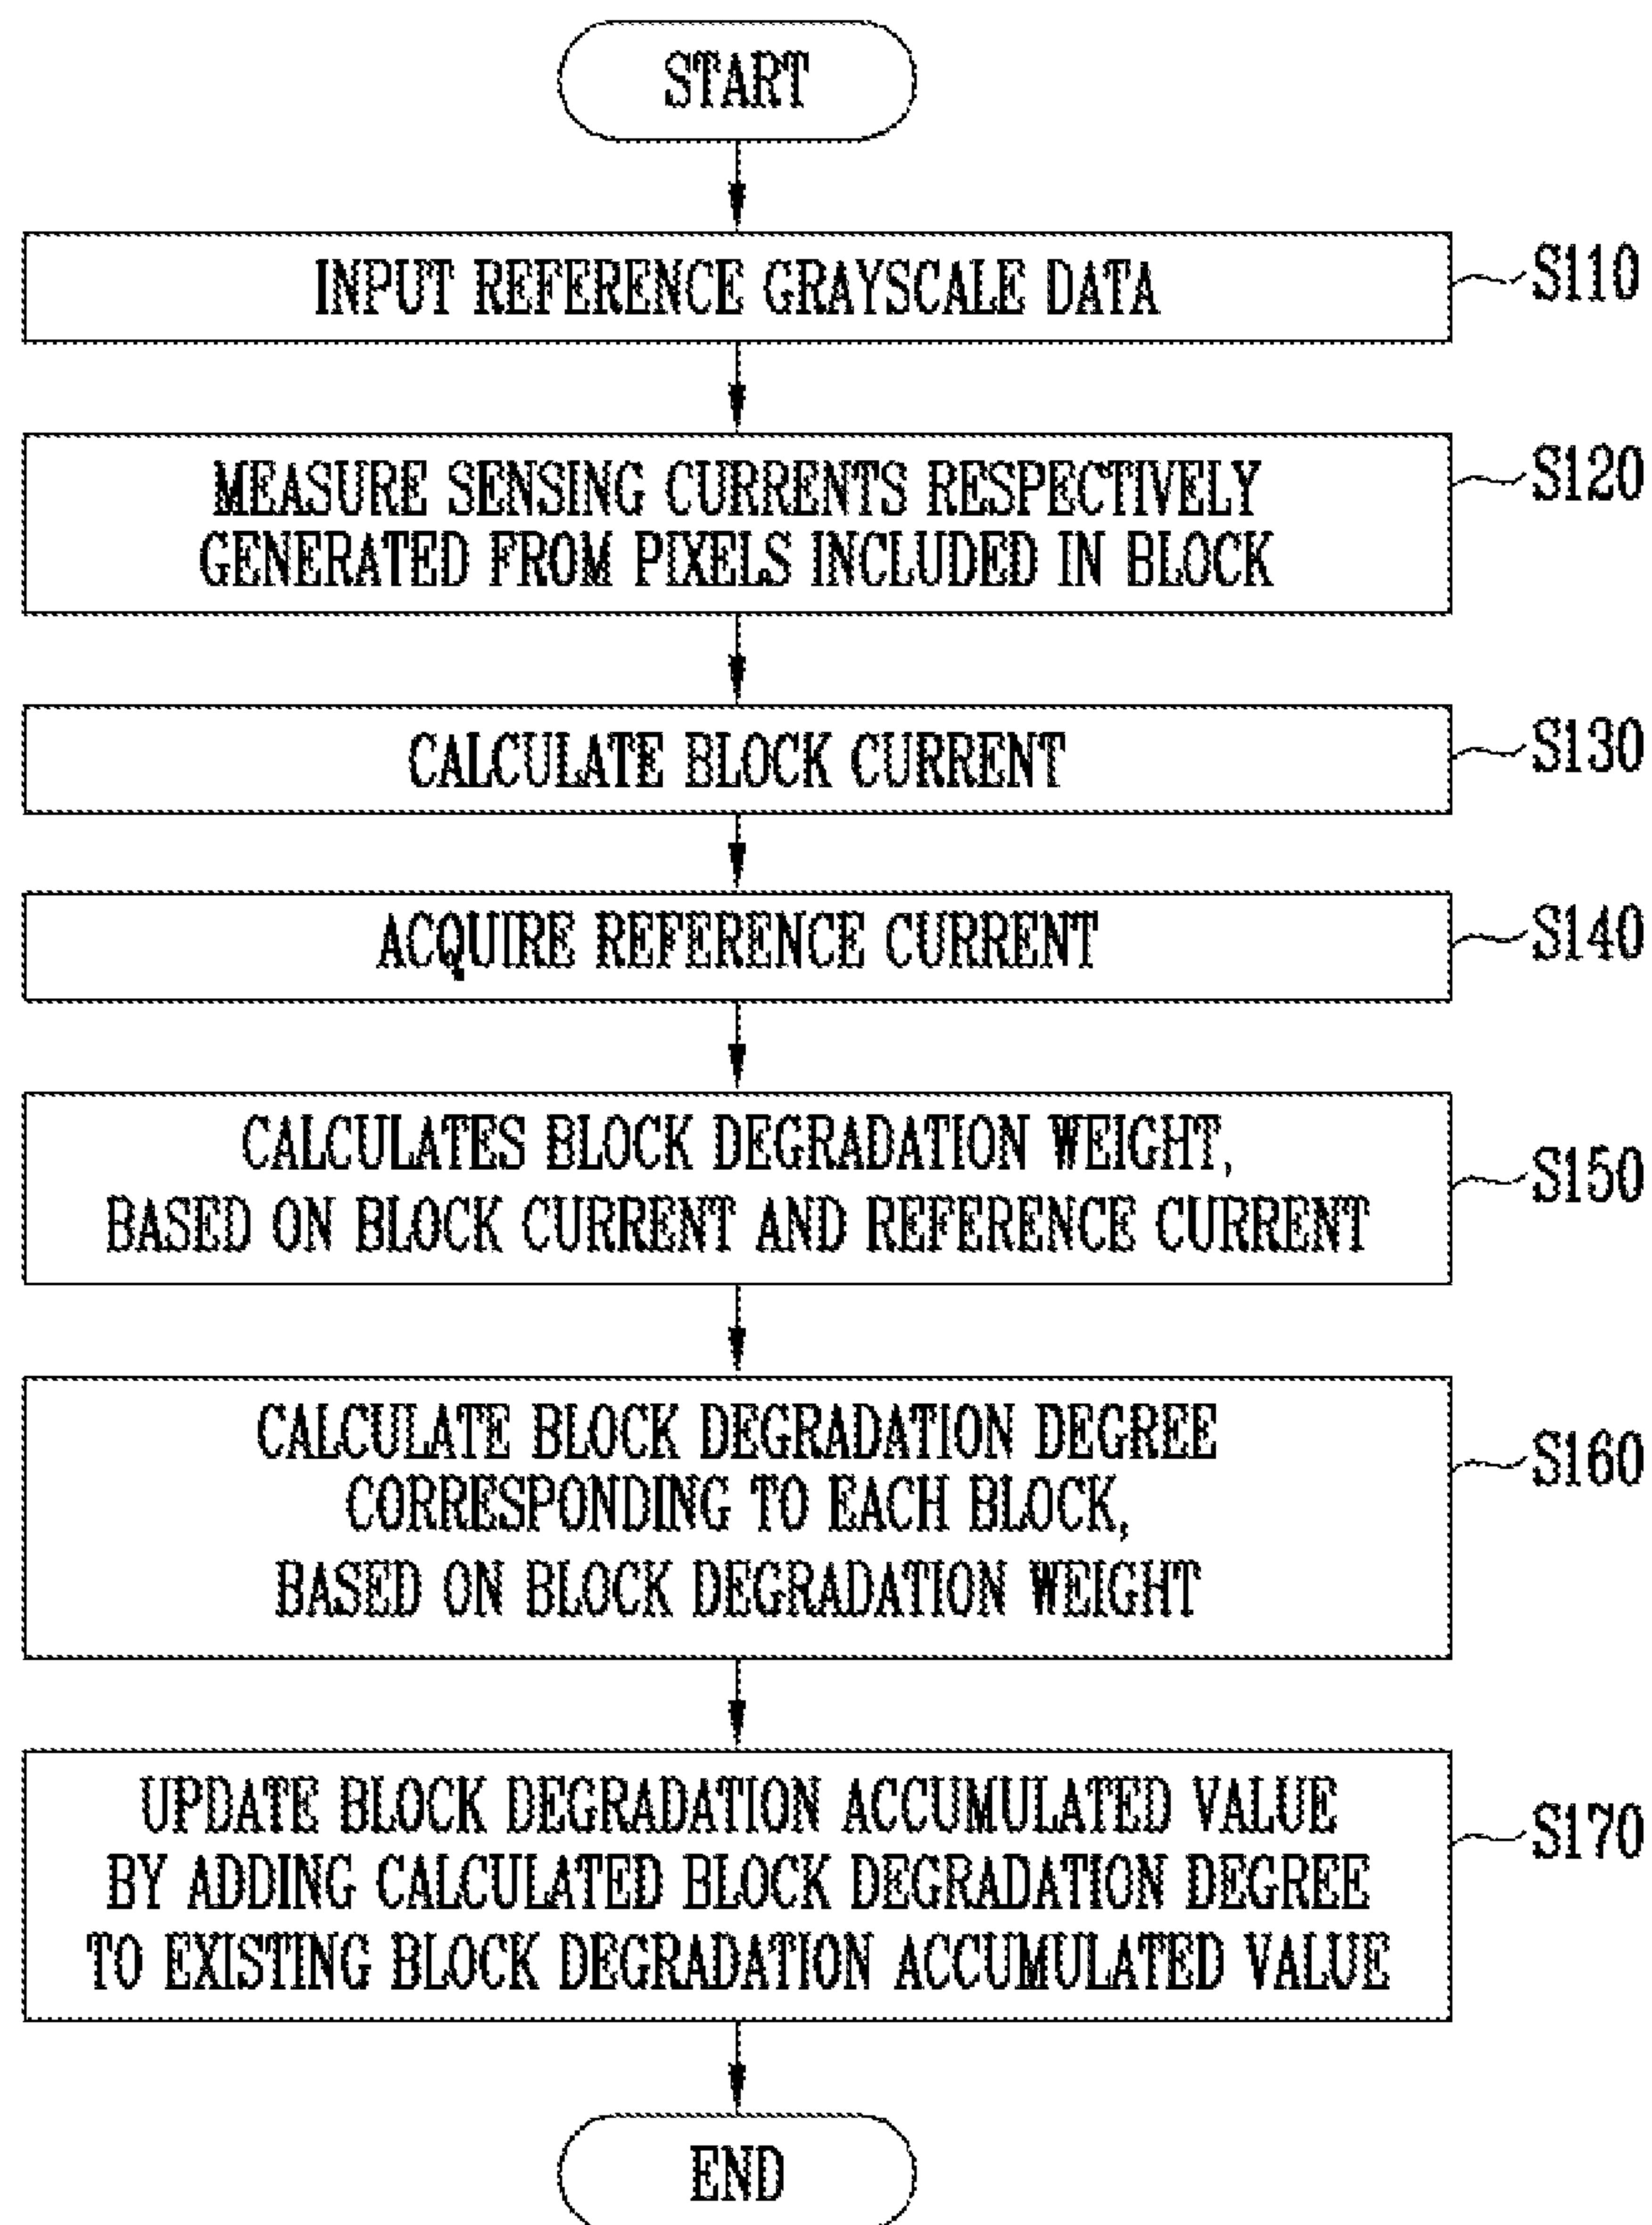 START
INPUT REFERENCE GRAYSCALE DATA
S110
MEASURE SENSING CURRENTS RESPECTIVELY
GENERATED FROM PIXELS INCLUDED IN BLOCK
S120
CALCULATE BLOCK CURRENT
S130
ACQUIRE REFERENCE CURRENT
S140
CALCULATES BLOCK DEGRADATION WEIGHT,
BASED ON BLOCK CURRENT AND REFERENCE CURRENT
S150
CALCULATE BLOCK DEGRADATION DEGREE
CORRESPONDING TO EACH BLOCK,
BASED ON BLOCK DEGRADATION WEIGHT
S160
UPDATE BLOCK DEGRADATION ACCUMULATED VALUE
BY ADDING CALCULATED BLOCK DEGRADATION DEGREE
TO EXISTING BLOCK DEGRADATION ACCUMULATED VALUE
S170
END